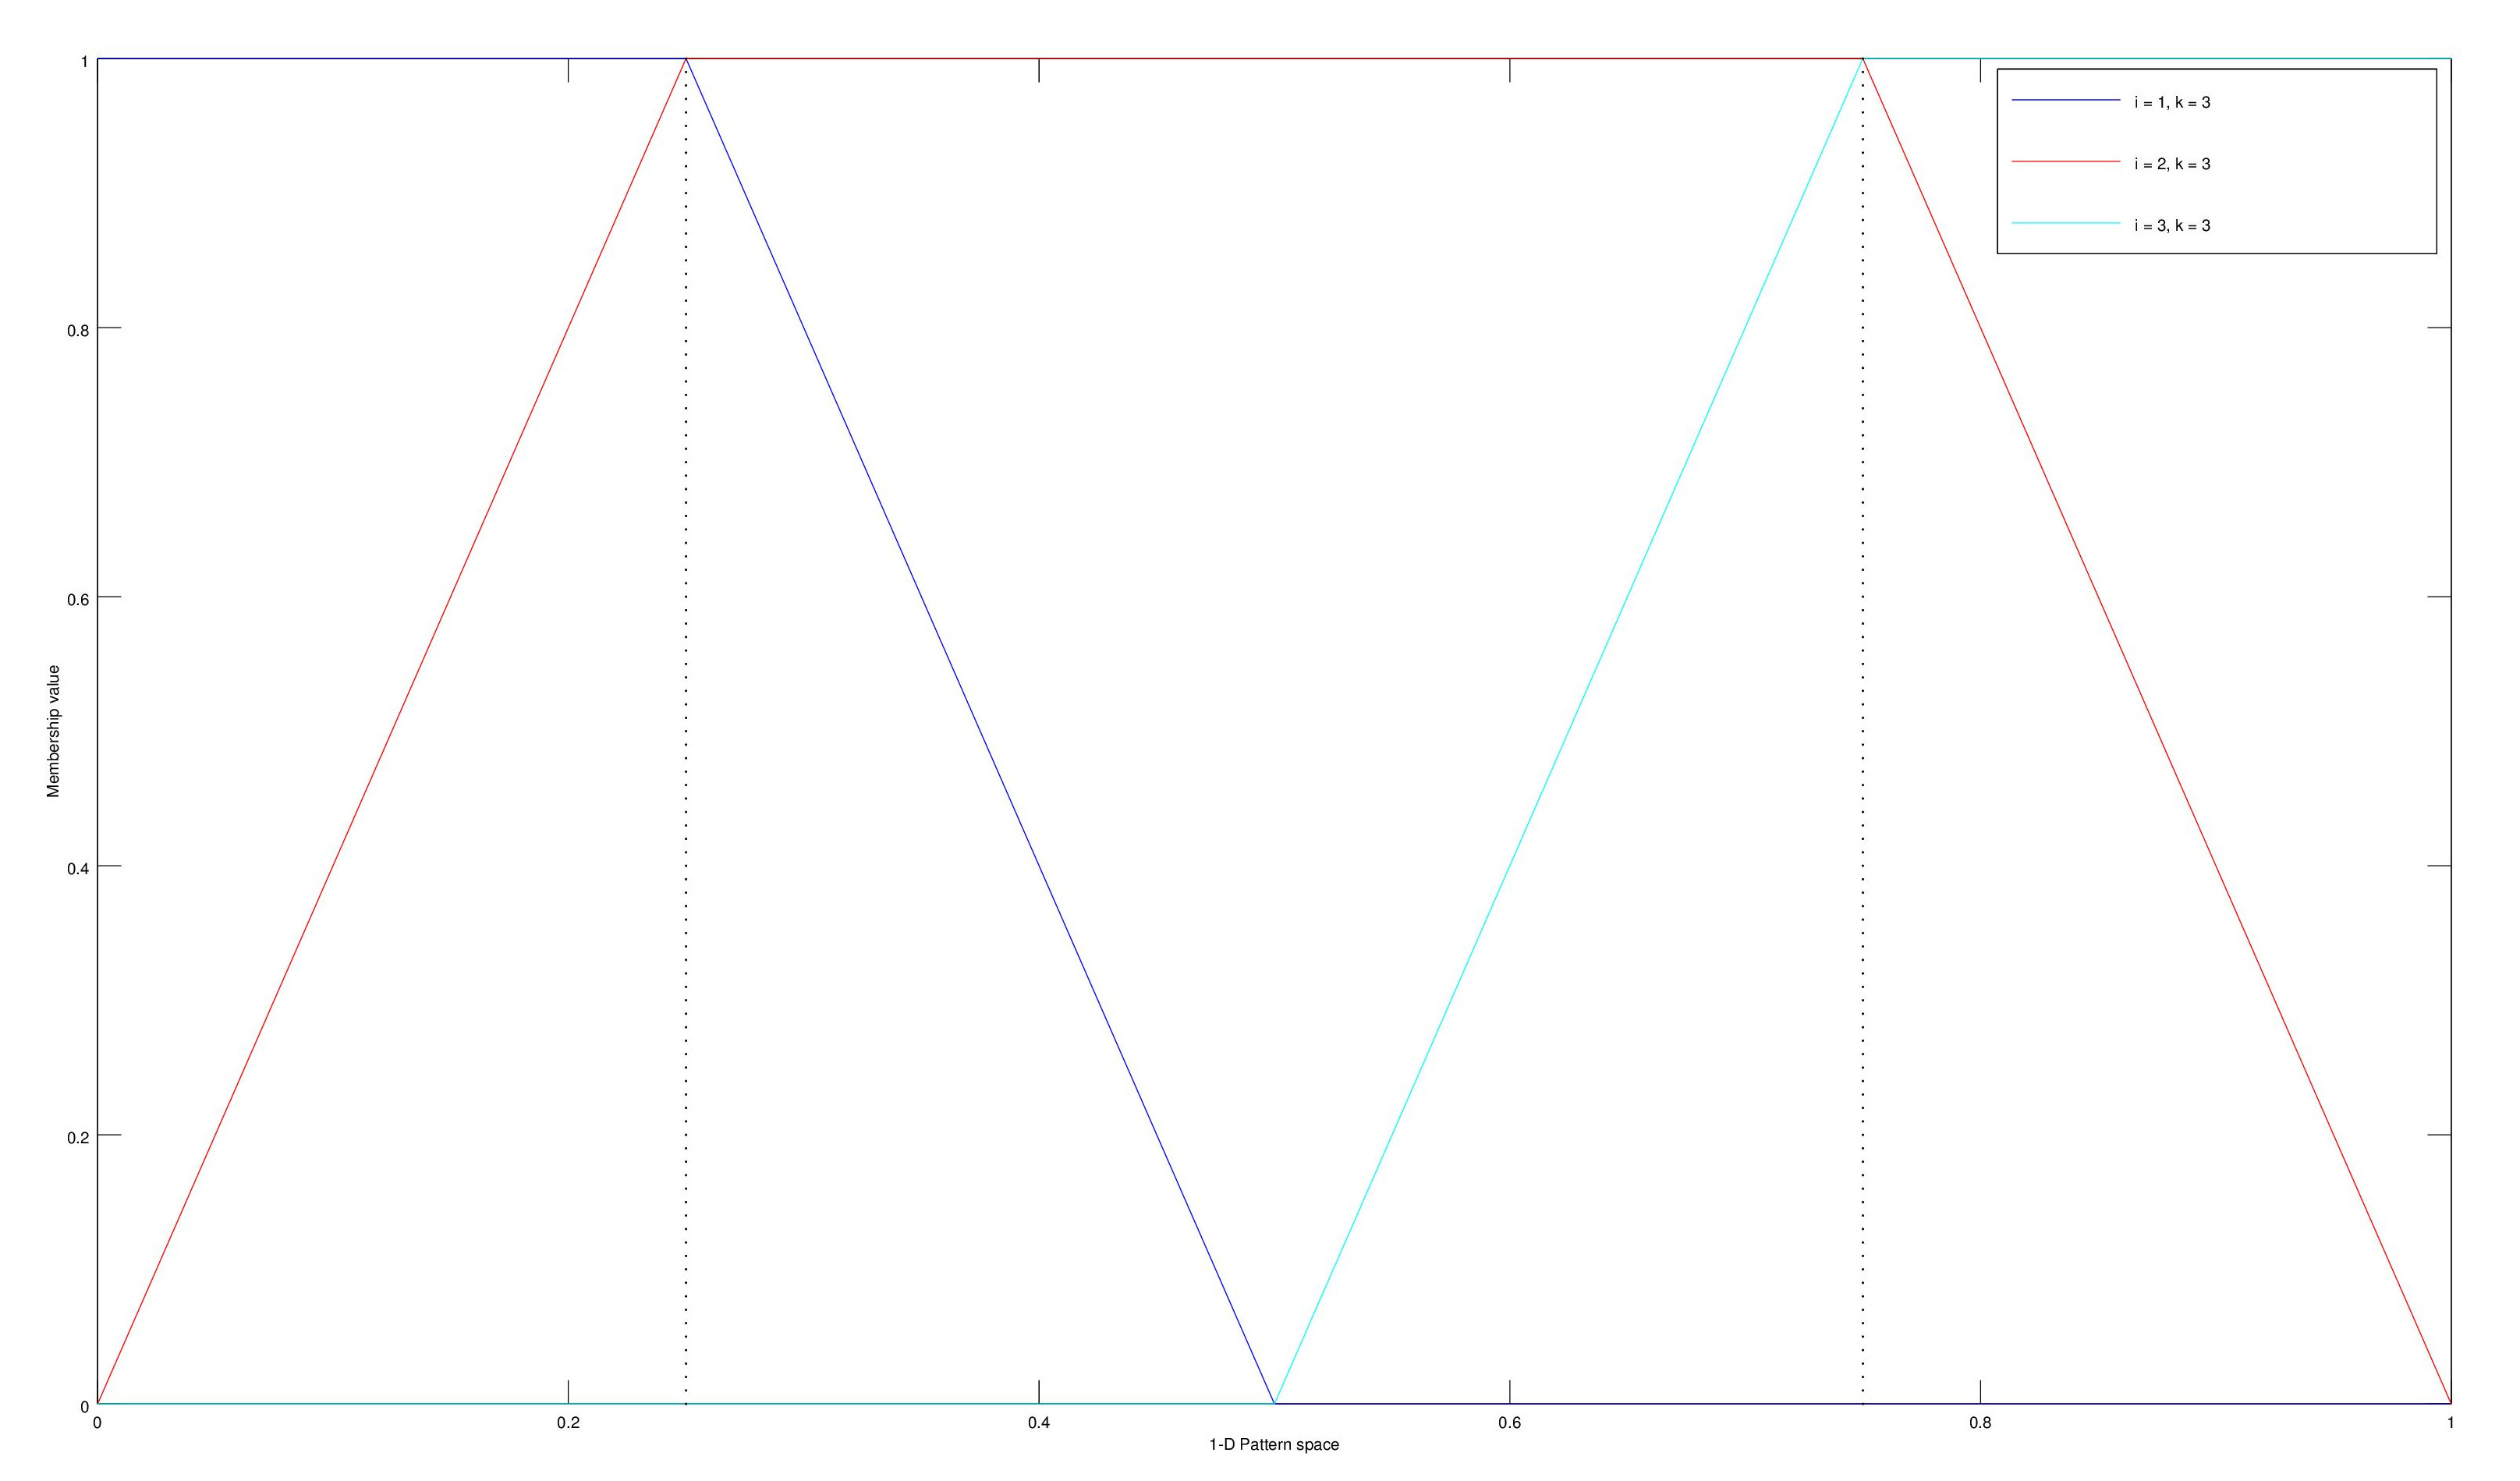 1
0.8
0.6
0.4
0.2
0
Membership value
i = 1, k = 3
i = 2, k = 3
i = 3, k = 3
0 0.2 0.4 0.6 0.8 1
1-D Pattern space